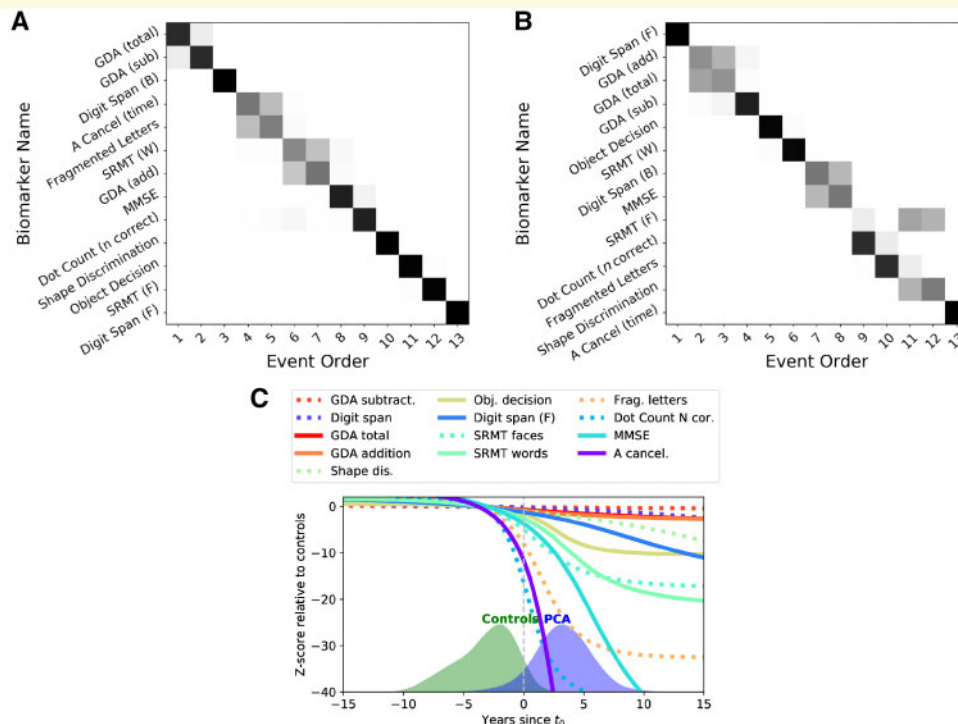 A
Biomarker Name
GDA (total)
GDA (sub)
Digit Span (B)
A Cancel (time)
Fragmented Letters
SRMT (W)
GDA (add)
MMSE
Dot Count (n correct)
Shape Discrimination
Object Decision
SRMT (F)
Digit Span (F)
1 2 3 4 5 6 7 8 9 10 11 12 13
Event Order
B
Biomarker Name
Digit Span (F)
GDA (add)
GDA (total)
GDA (sub)
Object Decision
SRMT (W)
Digit Span (B)
MMSE
SRMT (F)
Dot Count (n correct)
Fragmented Letters
Shape Discrimination
A Cancel (time)
1 2 3 4 5 6 7 8 9 10 11 12 13
Event Order
C
GDA subtract.
Digit span
GDA total
GDA addition
Shape dis.
Obj. decision
Digit span (F)
SRMT faces
SRMT words
Frag. letters
Dot Count N cor.
MMSE
A cancel.
Z-score relative to controls
0
−10
−20
−30
−40
Controls PCA
−15 −10 −5 0 5 10 15
Years since t₀